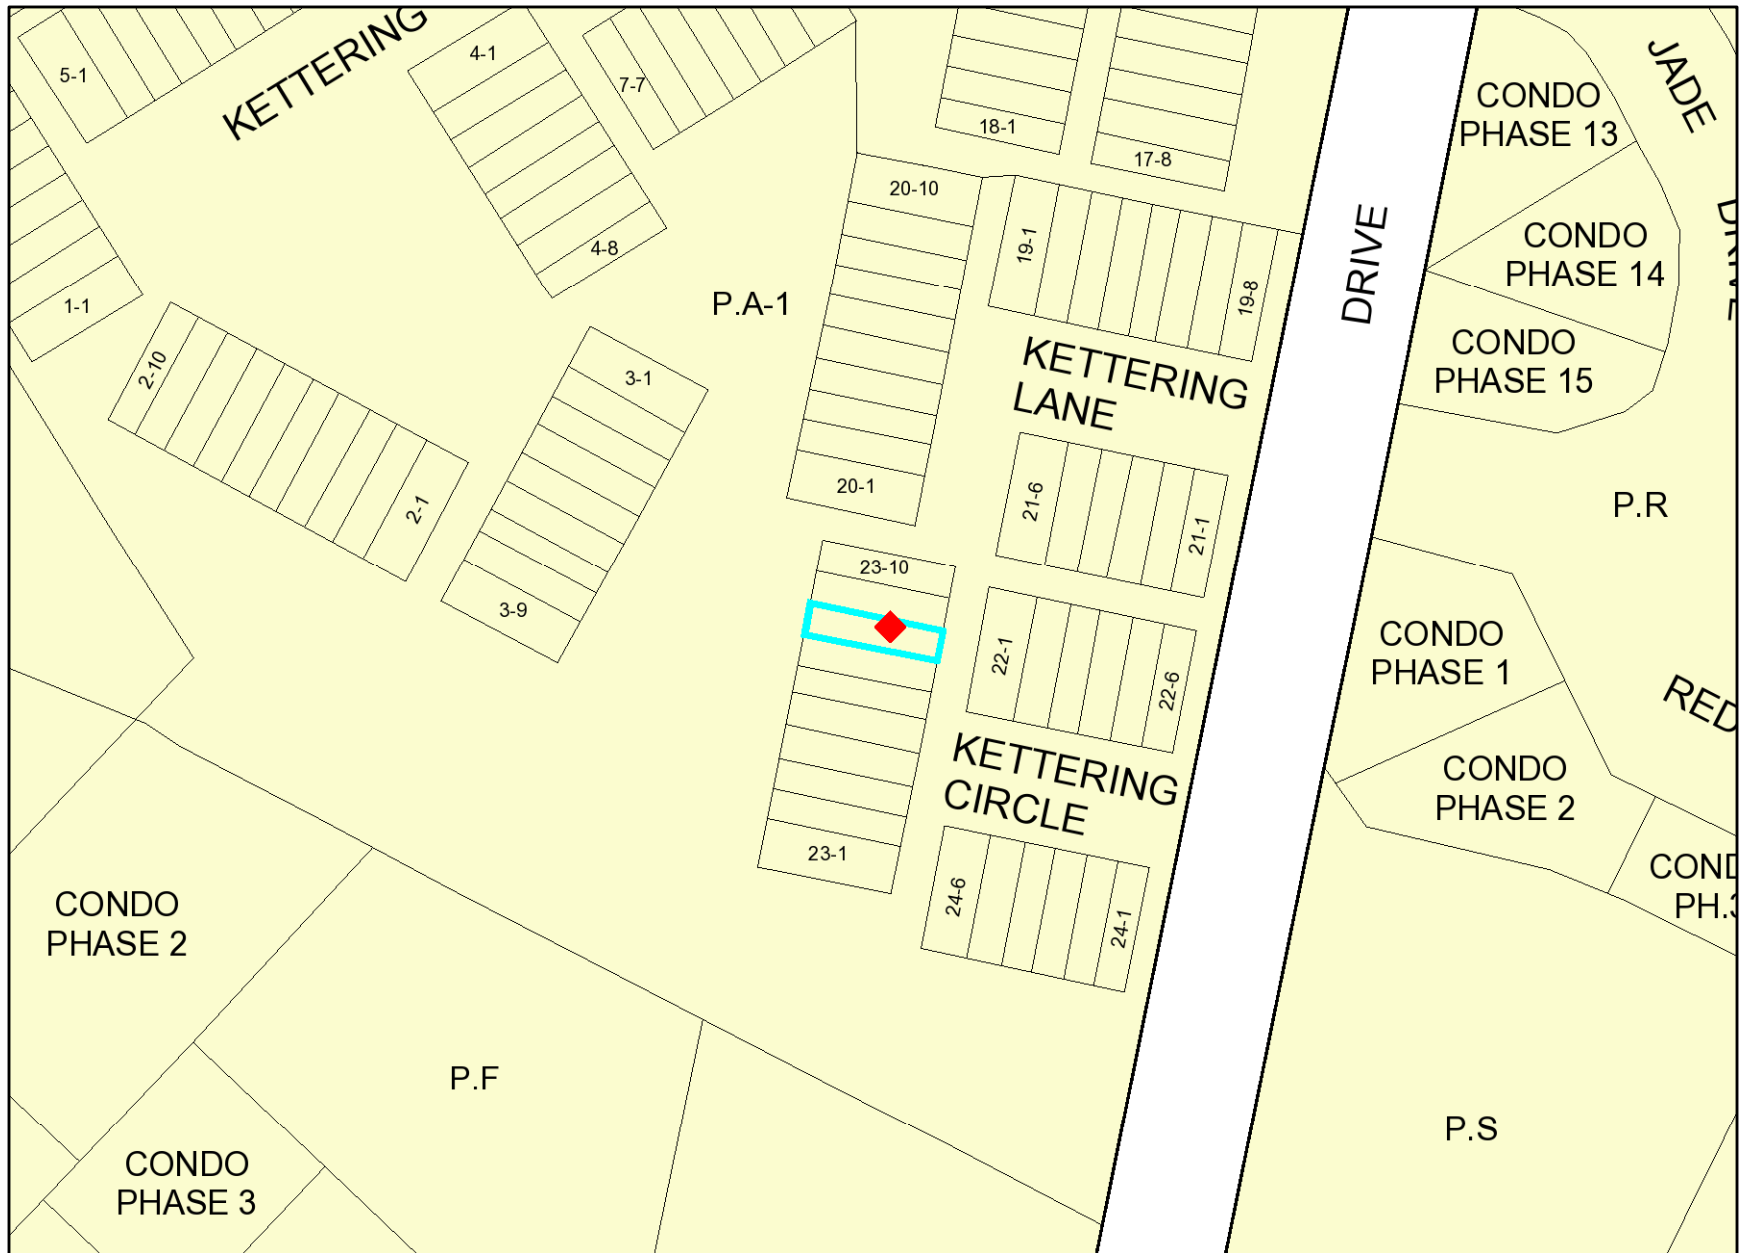 KETTERING
5-1
4-1
7-7
18-1
17-8
CONDO
PHASE 13
JADE
DRIVE
20-10
19-1
19-8
DRIVE
CONDO
PHASE 14
4-8
P.A-1
1-1
2-10
3-1
KETTERING
LANE
CONDO
PHASE 15
2-1
20-1
21-6
21-1
P.R
23-10
3-9
22-1
22-6
CONDO
PHASE 1
RED
KETTERING
CIRCLE
CONDO
PHASE 2
23-1
24-6
24-1
CONDO
PHASE 2
COND
PH.3
P.F
P.S
CONDO
PHASE 3